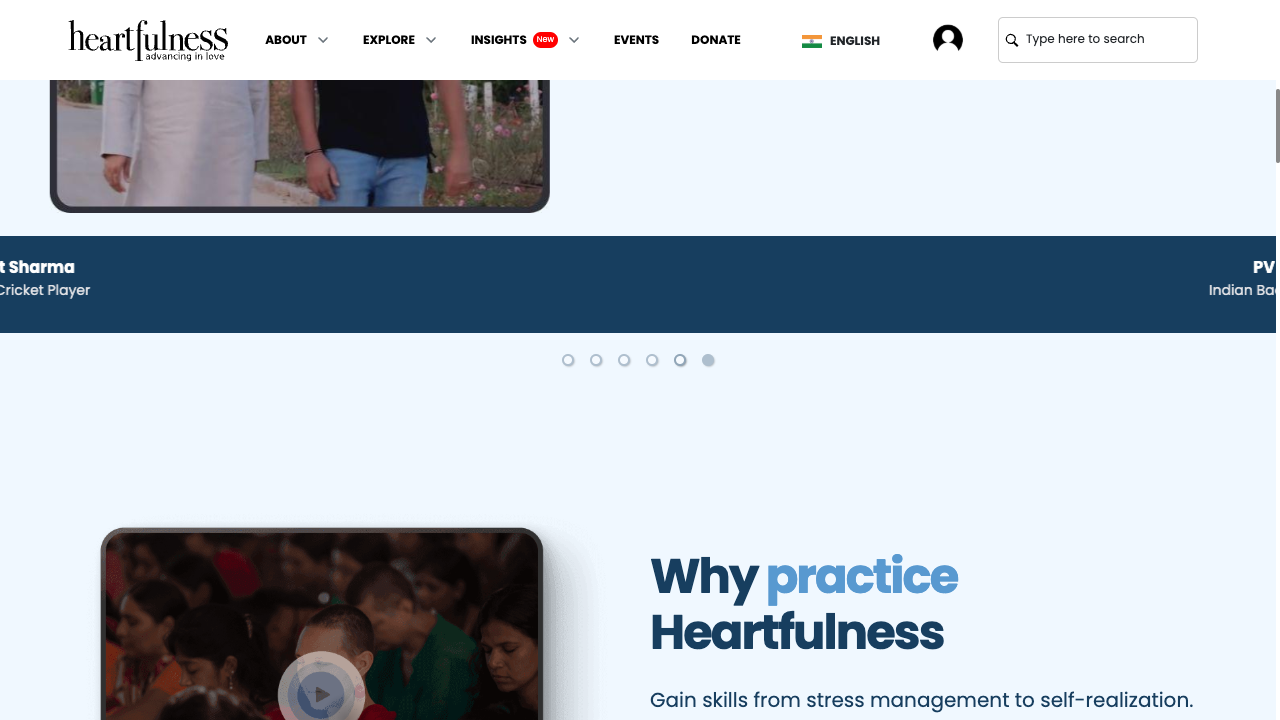 heartfulness
advancing in love
ABOUT
EXPLORE
INSIGHTS New
EVENTS
DONATE
ENGLISH
Type here to search
t Sharma
Cricket Player
PV
Indian Ba
Why practice
Heartfulness
Gain skills from stress management to self-realization.